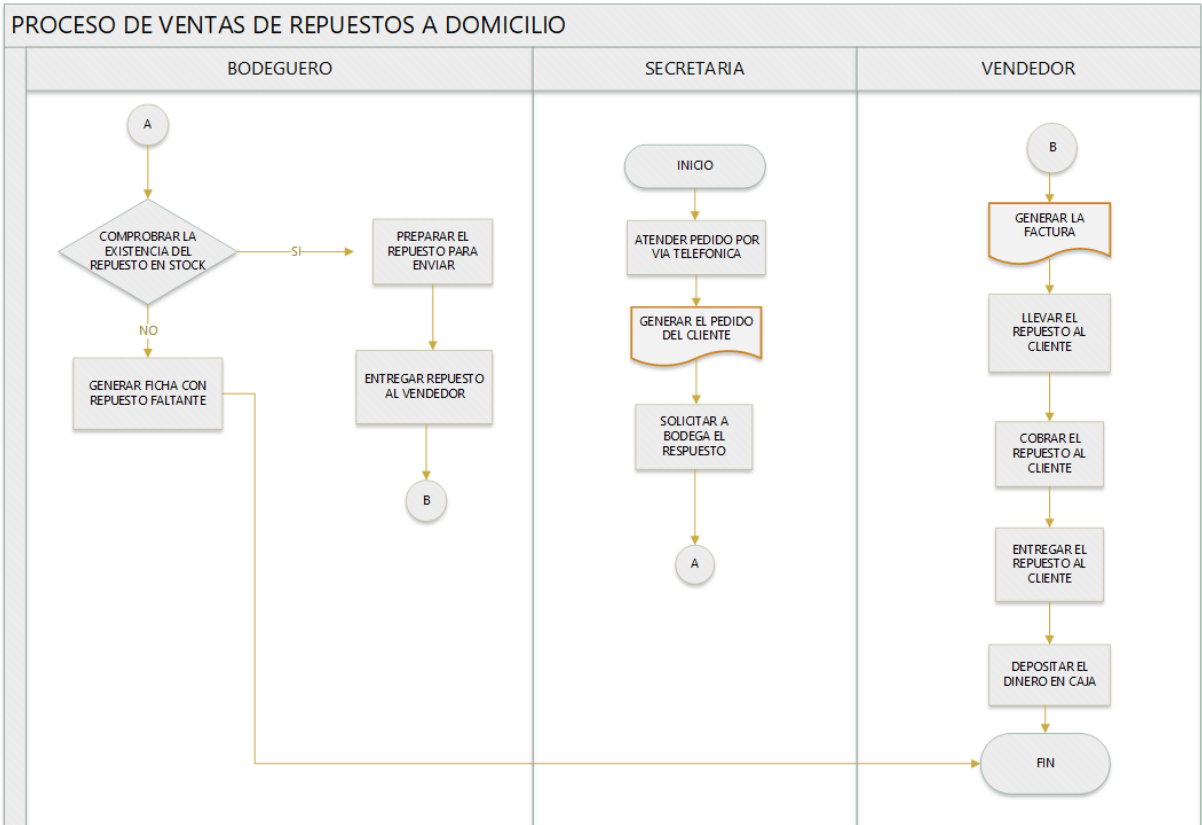 PROCESO DE VENTAS DE REPUESTOS A DOMICILIO
BODEGUERO
A
COMPROBRAR LA
EXISTENCIA DEL
REPUESTO EN STOCK
SI
PREPARAR EL
REPUESTO PARA
ENVIAR
NO
GENERAR FICHA CON
REPUESTO FALTANTE
ENTREGAR REPUESTO
AL VENDEDOR
B
SECRETARIA
INICIO
ATENDER PEDIDO POR
VIA TELEFONICA
GENERAR EL PEDIDO
DEL CLIENTE
SOLICITAR A
BODEGA EL
RESPUESTO
A
VENDEDOR
B
GENERAR LA
FACTURA
LLEVAR EL
REPUESTO AL
CLIENTE
COBRAR EL
REPUESTO AL
CLIENTE
ENTREGAR EL
REPUESTO AL
CLIENTE
DEPOSITAR EL
DINERO EN CAJA
FIN